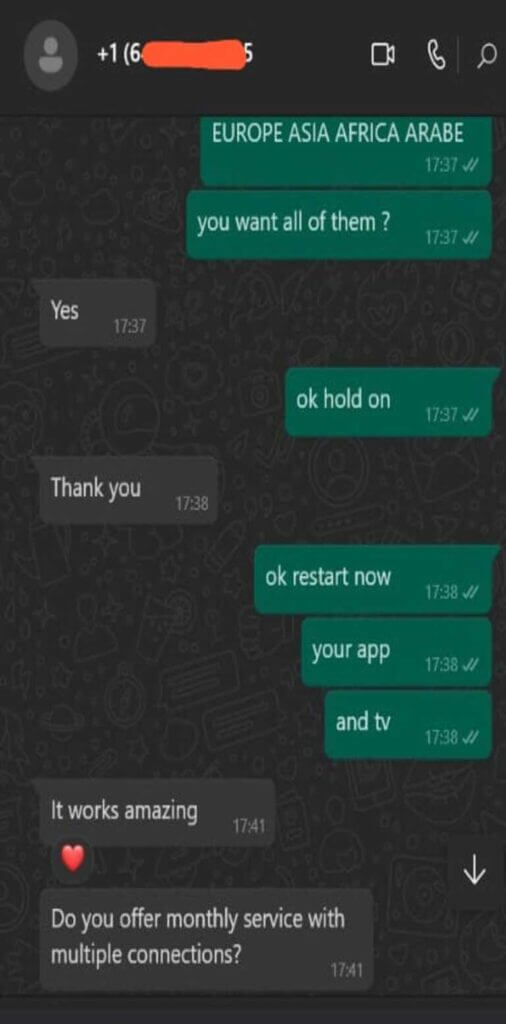 +1 (6 5
EUROPE ASIA AFRICA ARABE
17:37
you want all of them ?
17:37
Yes
17:37
ok hold on
17:37
Thank you
17:38
ok restart now
17:38
your app
17:38
and tv
17:38
It works amazing
17:41
Do you offer monthly service with
multiple connections?
17:41